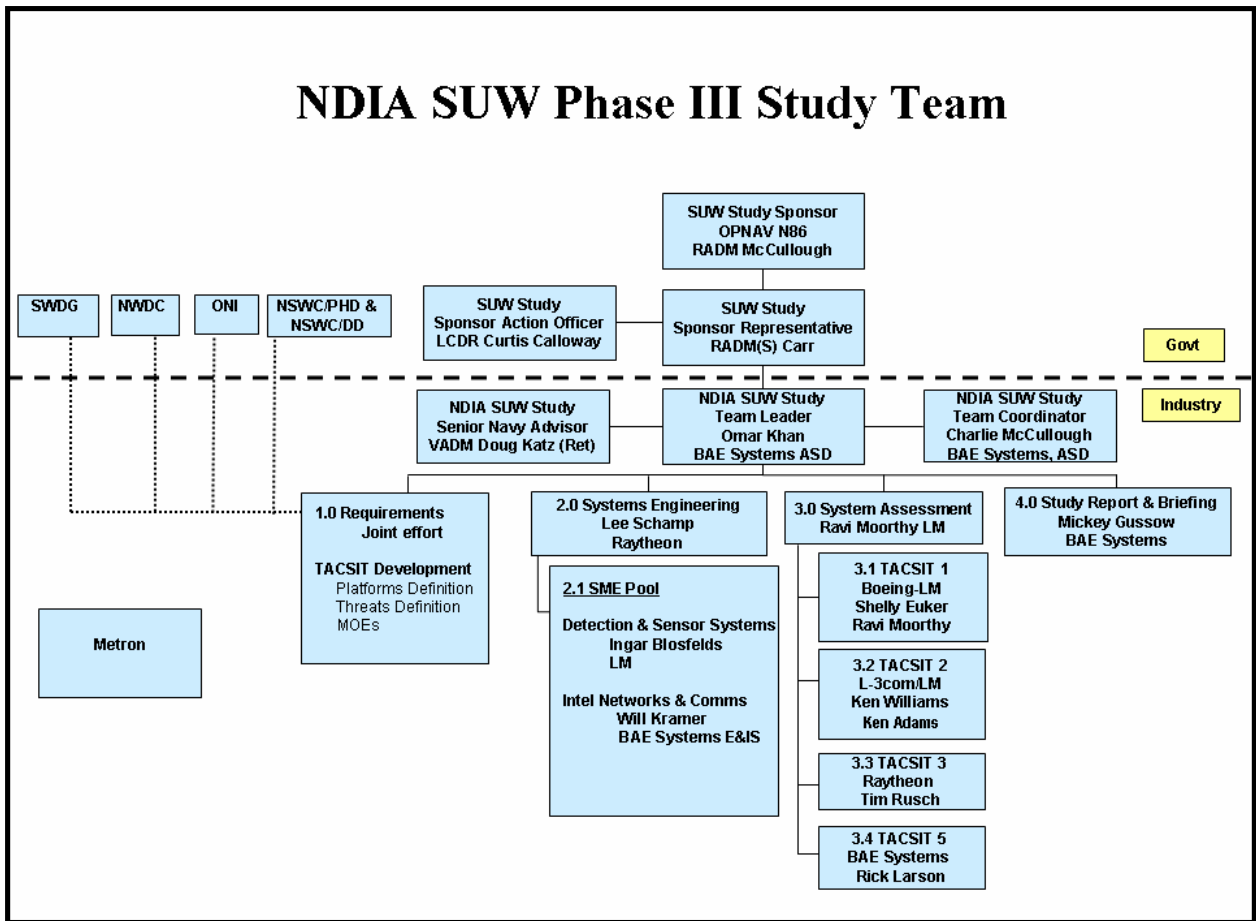 NDIA SUW Phase III Study Team
SUW Study Sponsor
OPNAV N86
RADM McCullough
SWDG
NWDC
ONI
NSWC/PHD &
NSWC/DD
SUW Study
Sponsor Action Officer
LCDR Curtis Calloway
SUW Study
Sponsor Representative
RADM(S) Carr
Govt
Industry
NDIA SUW Study
Senior Navy Advisor
VADM Doug Katz (Ret)
NDIA SUW Study
Team Leader
Omar Khan
BAE Systems ASD
NDIA SUW Study
Team Coordinator
Charlie McCullough
BAE Systems, ASD
1.0 Requirements
Joint effort
TACSIT Development
Platforms Definition
Threats Definition
MOEs
2.0 Systems Engineering
Lee Schamp
Raytheon
3.0 System Assessment
Ravi Moorthy LM
4.0 Study Report & Briefing
Mickey Gussow
BAE Systems
Metron
2.1 SME Pool
Detection & Sensor Systems
Ingar Blosfelds
LM
Intel Networks & Comms
Will Kramer
BAE Systems E&IS
3.1 TACSIT 1
Boeing-LM
Shelly Euker
Ravi Moorthy
3.2 TACSIT 2
L-3com/LM
Ken Williams
Ken Adams
3.3 TACSIT 3
Raytheon
Tim Rusch
3.4 TACSIT 5
BAE Systems
Rick Larson